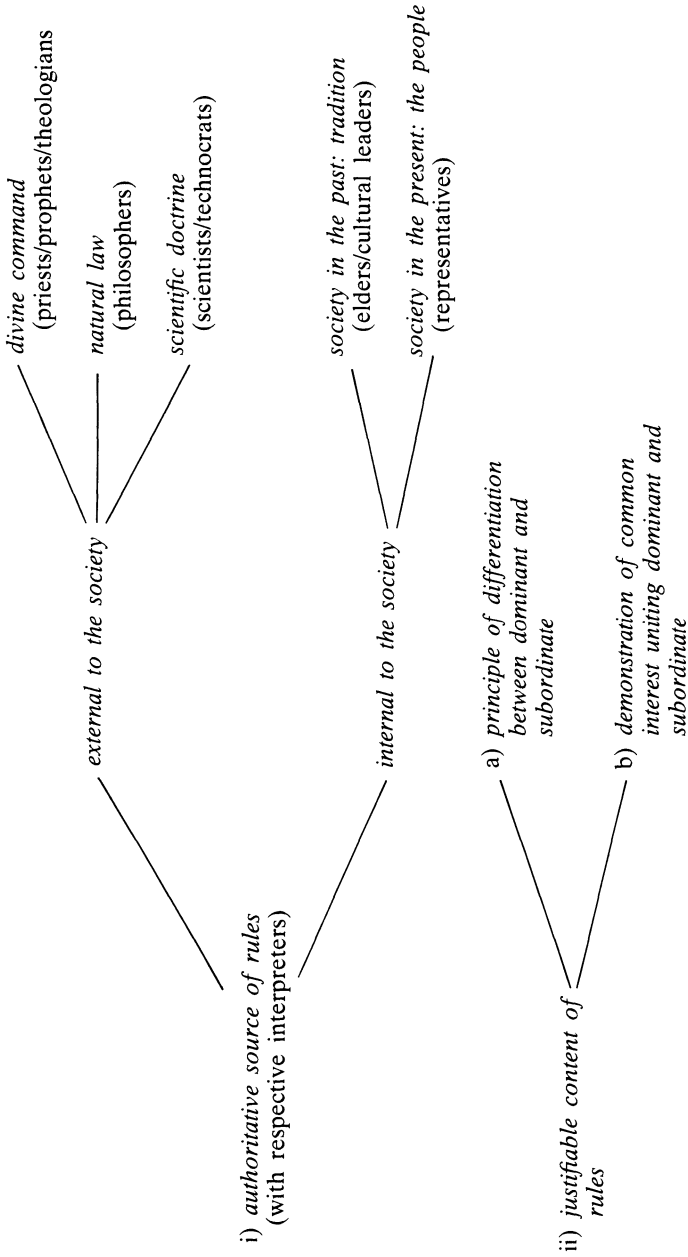 i) authoritative source of rules
(with respective interpreters)
external to the society
divine command
(priests/prophets/theologians
natural law
(philosophers)
scientific doctrine
(scientists/technocrats)
internal to the society
society in the past: tradition
(elders/cultural leaders)
society in the present: the people
(representatives)
ii) justifiable content of
rules
a) principle of differentiation
between dominant and
subordinate
b) demonstration of common
interest uniting dominant and
subordinate